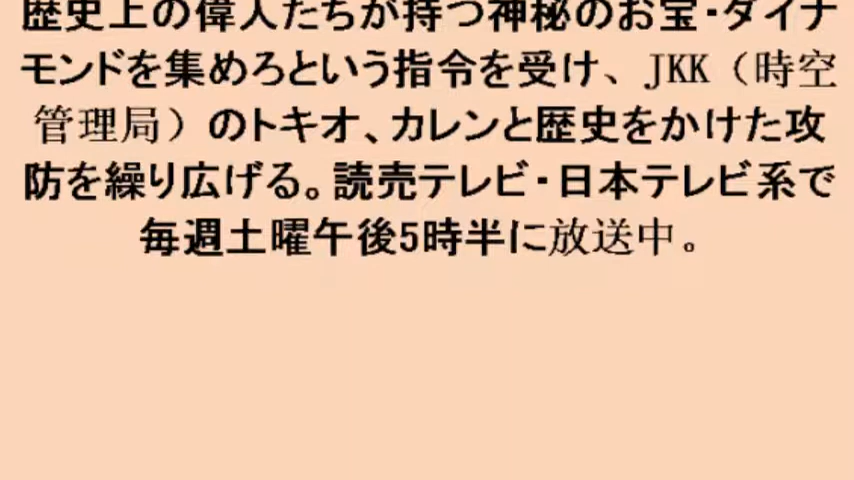 歴史上の偉人たちが持つ神秘のお宝・ダイナ
モンドを集めろという指令を受け、JKK（時空
管理局）のトキオ、カレンと歴史をかけた攻
防を繰り広げる。読売テレビ・日本テレビ系で
毎週土曜午後5時半に放送中。